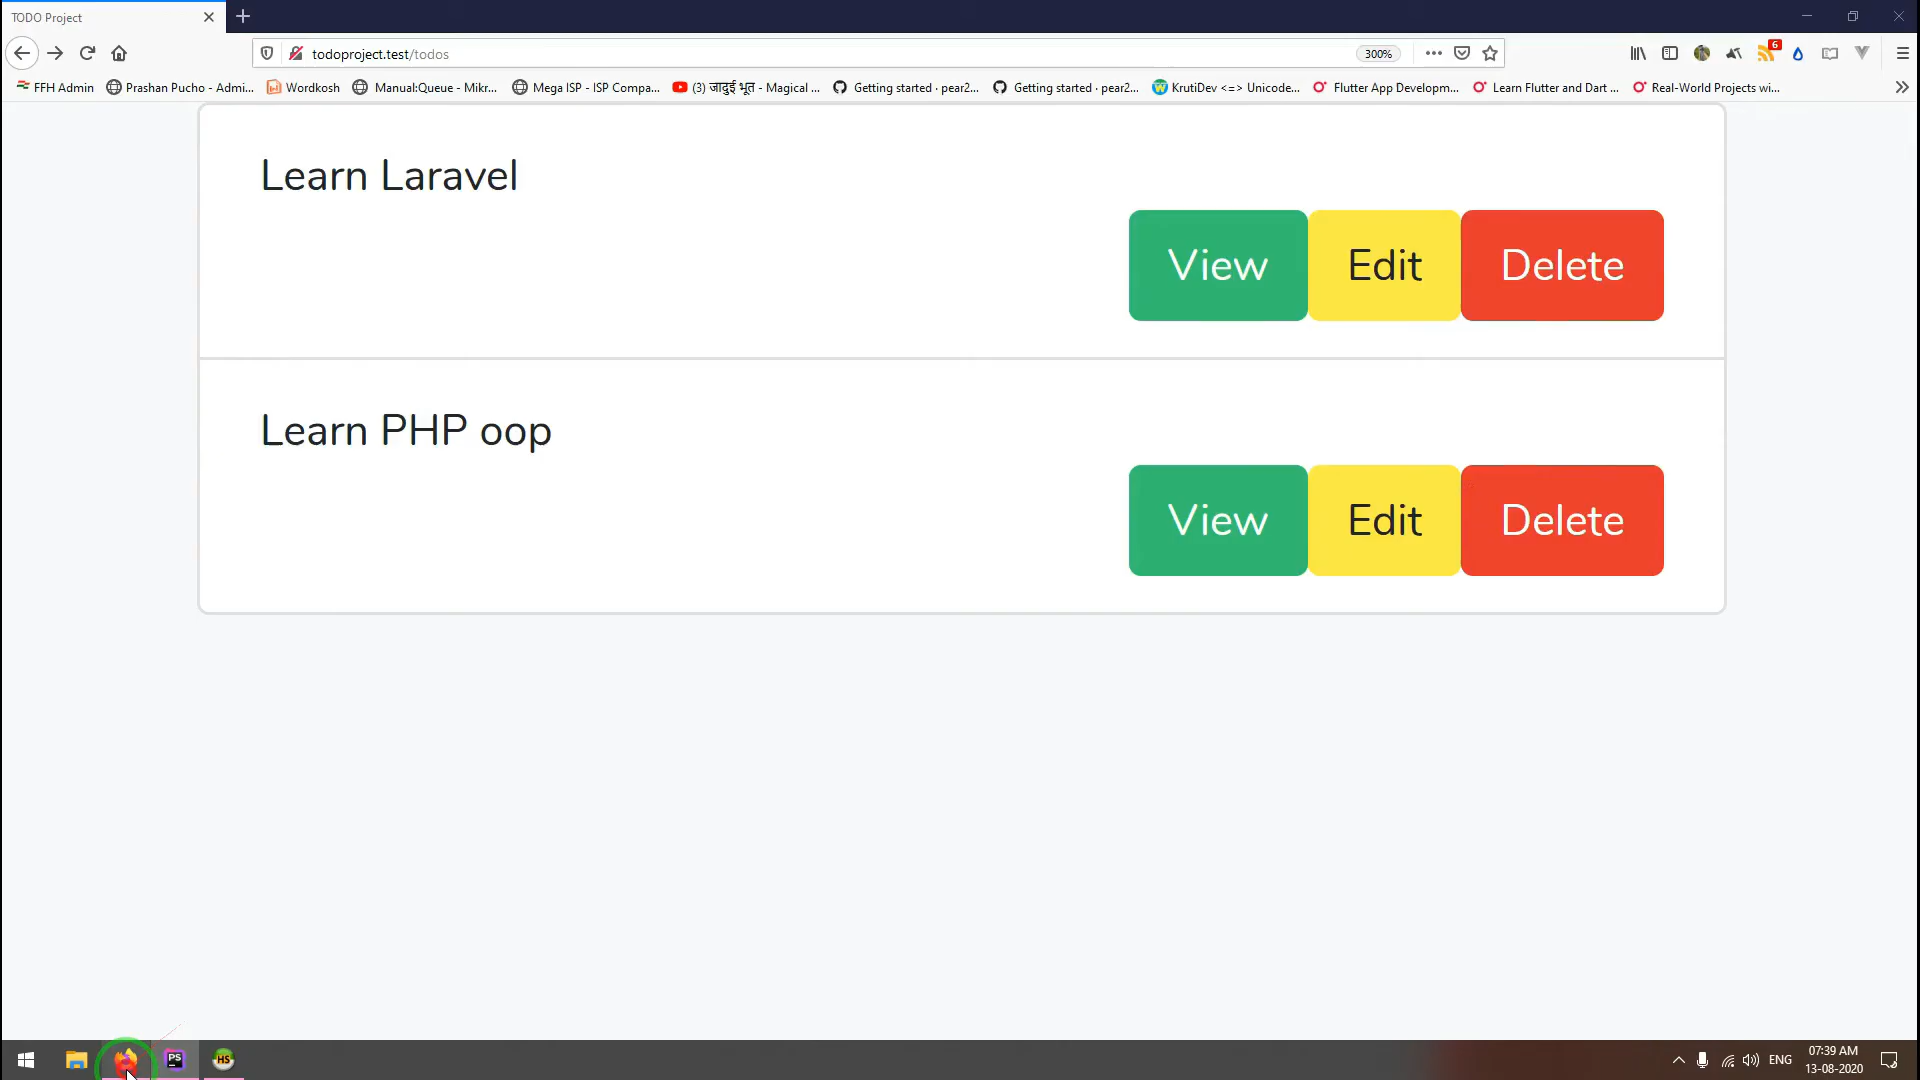 TODO Project
todoproject.test/todos
300%
6
FFH Admin
Prashan Pucho - Admi...
Wordkosh
Manual:Queue - Mikr...
Mega ISP - ISP Compa...
(3) जादुई भूत - Magical ...
Getting started · pear2...
Getting started · pear2...
KrutiDev <=> Unicode...
Flutter App Developm...
Learn Flutter and Dart ...
Real-World Projects wi...
Learn Laravel
View
Edit
Delete
Learn PHP oop
View
Edit
Delete
PS
HS
ENG
07:39 AM
13-08-2020